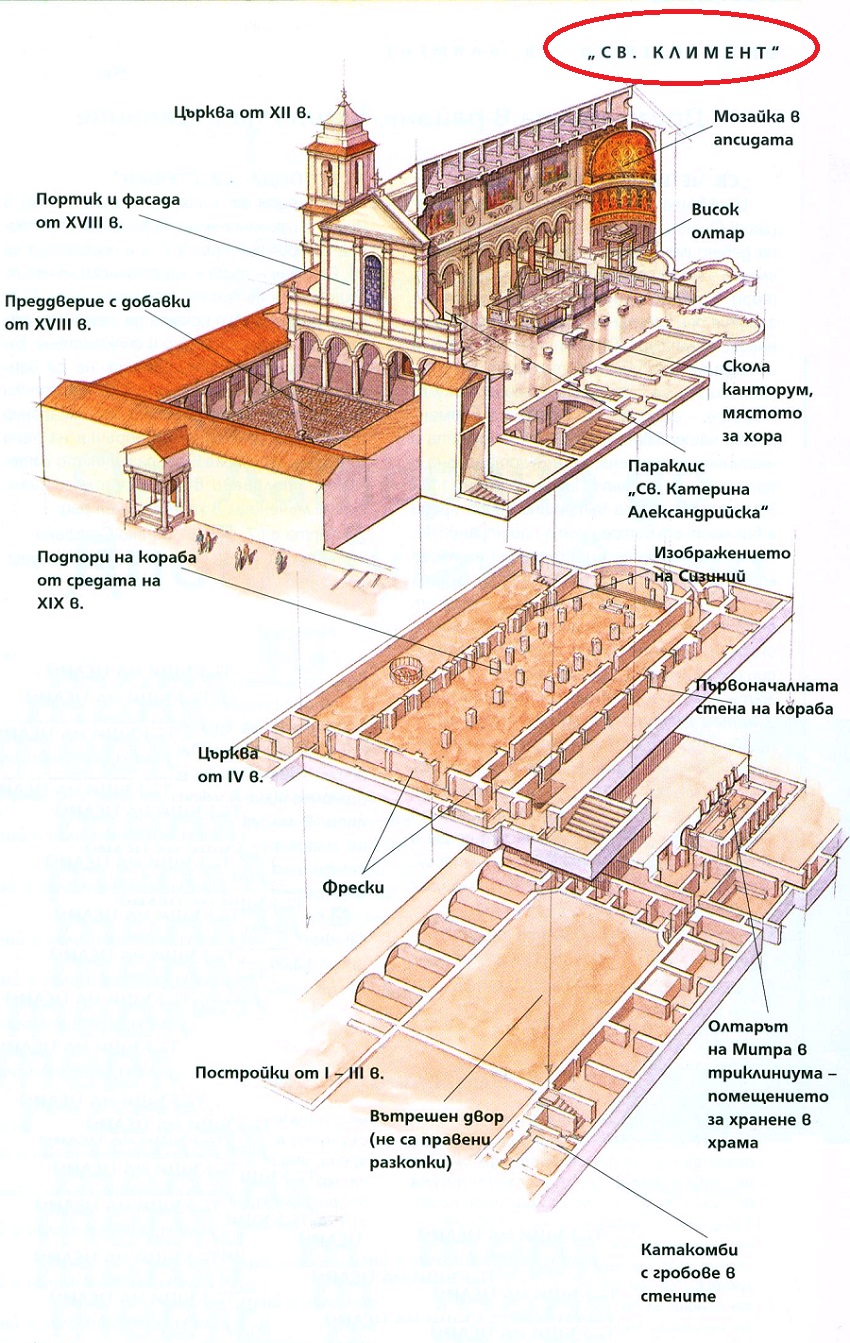 „СВ. КЛИМЕНТ“
Църква от XII в.
Мозайка в
апсидата
Портик и фасада
от XVIII в.
Висок
олтар
Преддверие с добавки
от XVIII в.
Скола
канторум,
мястото
за хора
Параклис
„Св. Катерина
Александрийска“
Подпори на кораба
от средата на
XIX в.
Изображението
на Сизиний
Първоначалната
стена на кораба
Църква
от IV в.
Фрески
Олтарът
на Митра в
триклиниума –
помещението
за хранене в
храма
Постройки от I – III в.
Вътрешен двор
(не са правени
разкопки)
Катакомби
с гробове в
стените